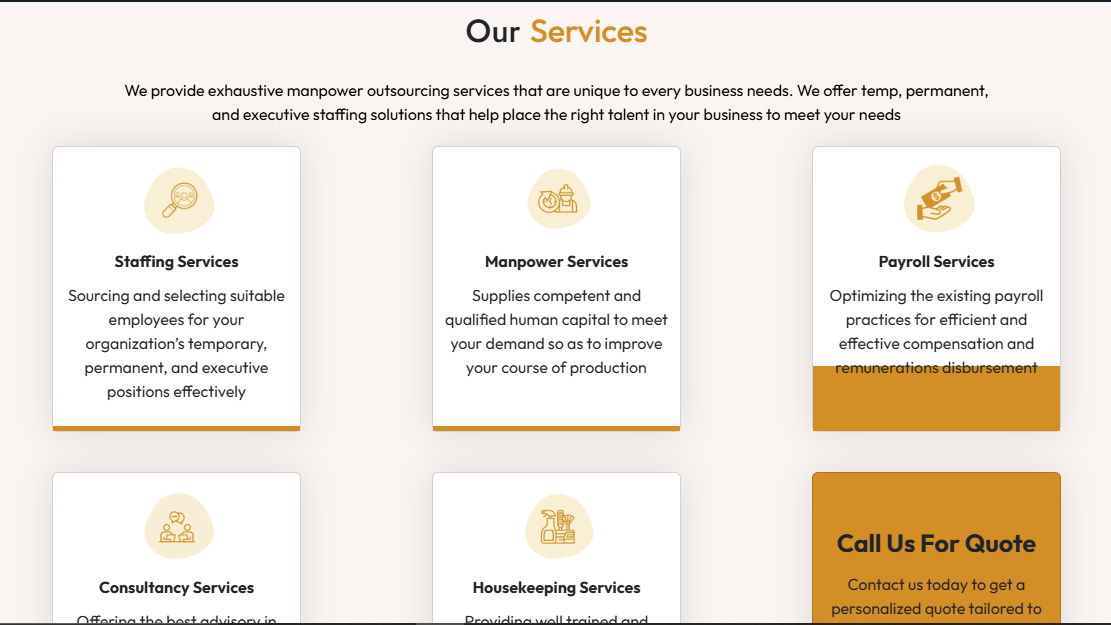 Our Services
We provide exhaustive manpower outsourcing services that are unique to every business needs. We offer temp, permanent,
and executive staffing solutions that help place the right talent in your business to meet your needs
Staffing Services
Sourcing and selecting suitable
employees for your
organization's temporary,
permanent, and executive
positions effectively
Manpower Services
Supplies competent and
qualified human capital to meet
your demand so as to improve
your course of production
Payroll Services
Optimizing the existing payroll
practices for efficient and
effective compensation and
remunerations disbursement
Consultancy Services
Offering the best advisory in
Housekeeping Services
Providing well trained and
Call Us For Quote
Contact us today to get a
personalized quote tailored to